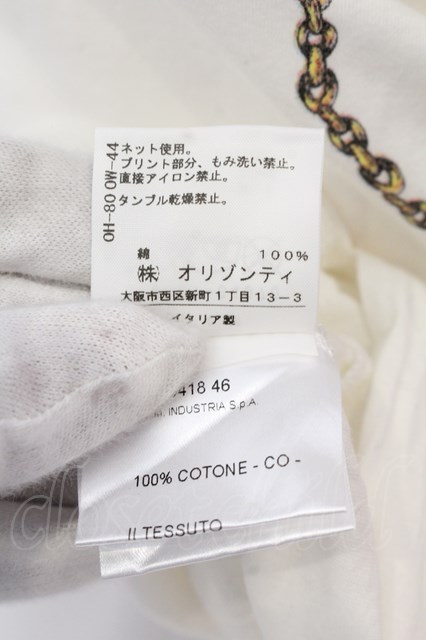 ネット使用。
プリント部分、もみ洗い禁止。
直接アイロン禁止。
タンブル乾燥禁止。
OH-80 OW-44
綿 100%
㈱ オリゾンティ
大阪市西区新町1丁目13-3
イタリア製
418 46
INDUSTRIA S.p.A.
100% COTONE - CO -
Il TESSUTO